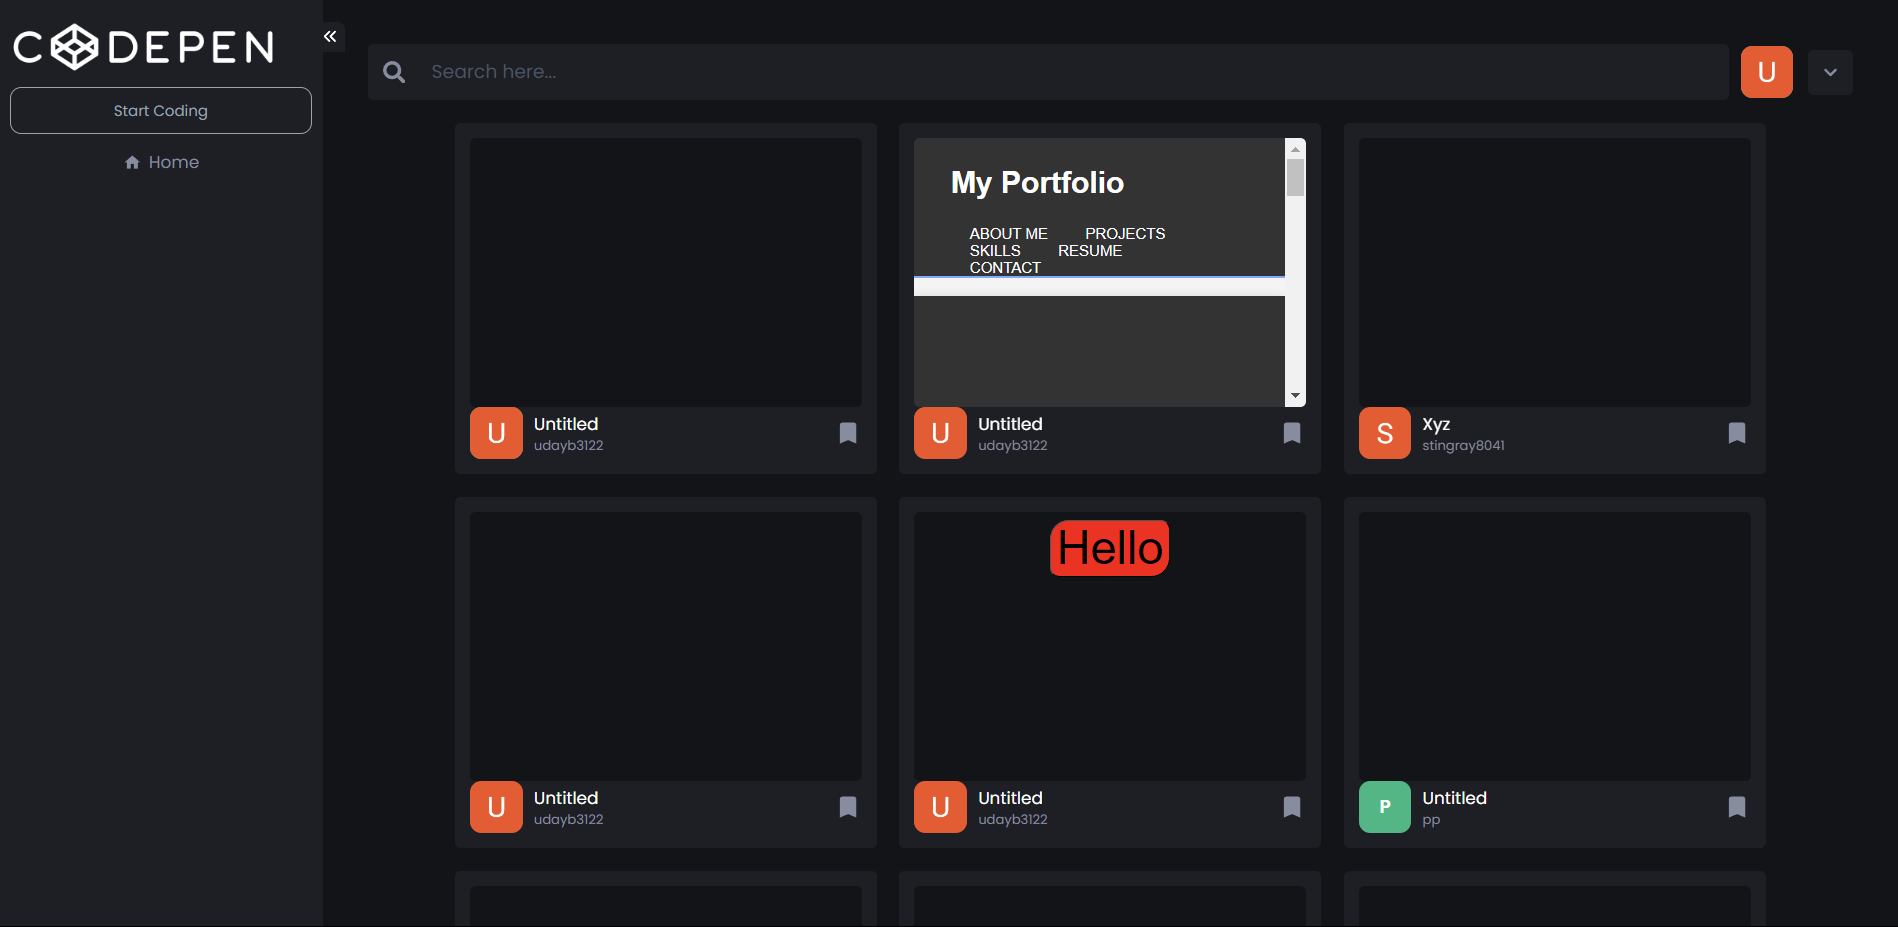 CODEPEN
Start Coding
Home
Search here...
U
U
Untitled
udayb3122
My Portfolio
ABOUT ME PROJECTS
SKILLS RESUME
CONTACT
U
Untitled
udayb3122
S
Xyz
stingray8041
U
Untitled
udayb3122
Hello
U
Untitled
udayb3122
P
Untitled
pp